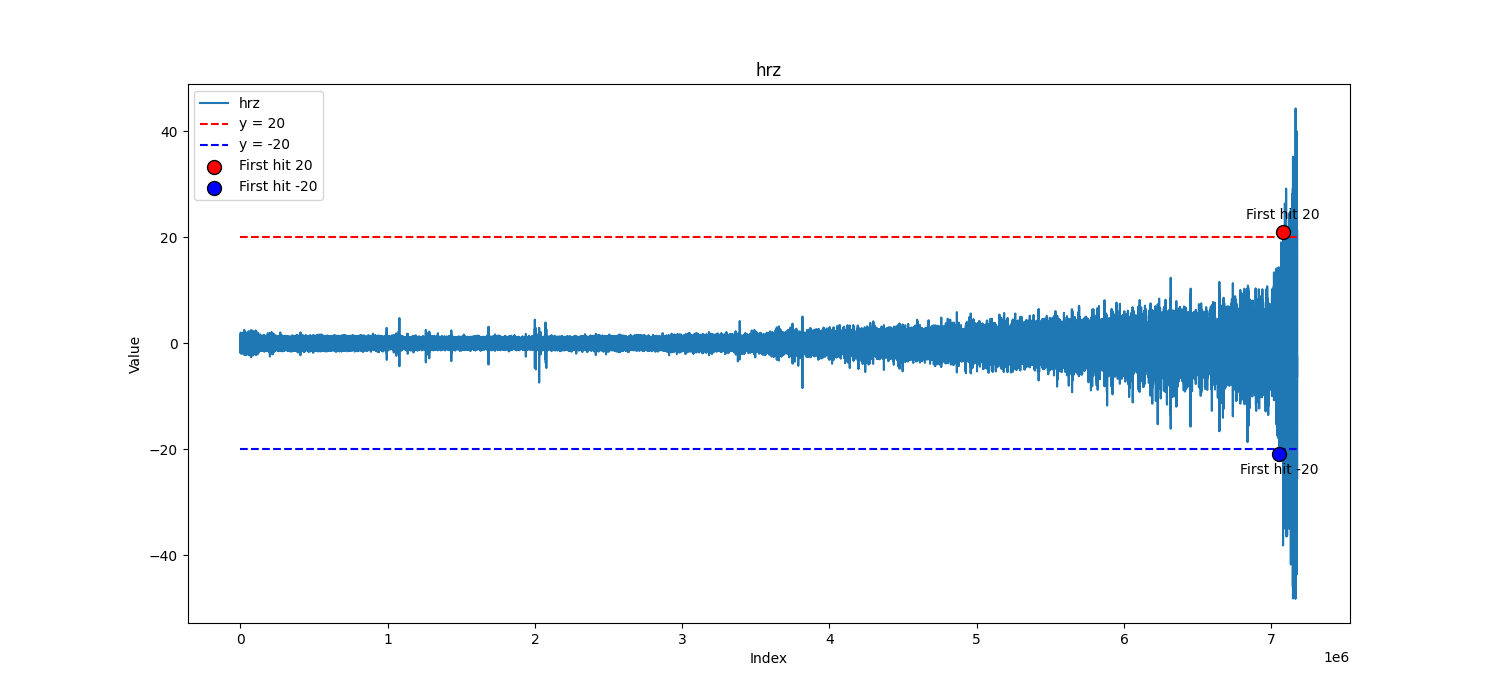 hrz
hrz
y = 20
y = -20
First hit 20
First hit -20
First hit 20
First hit -20
40
20
0
−20
−40
Value
0
1
2
3
4
5
6
7
1e6
Index